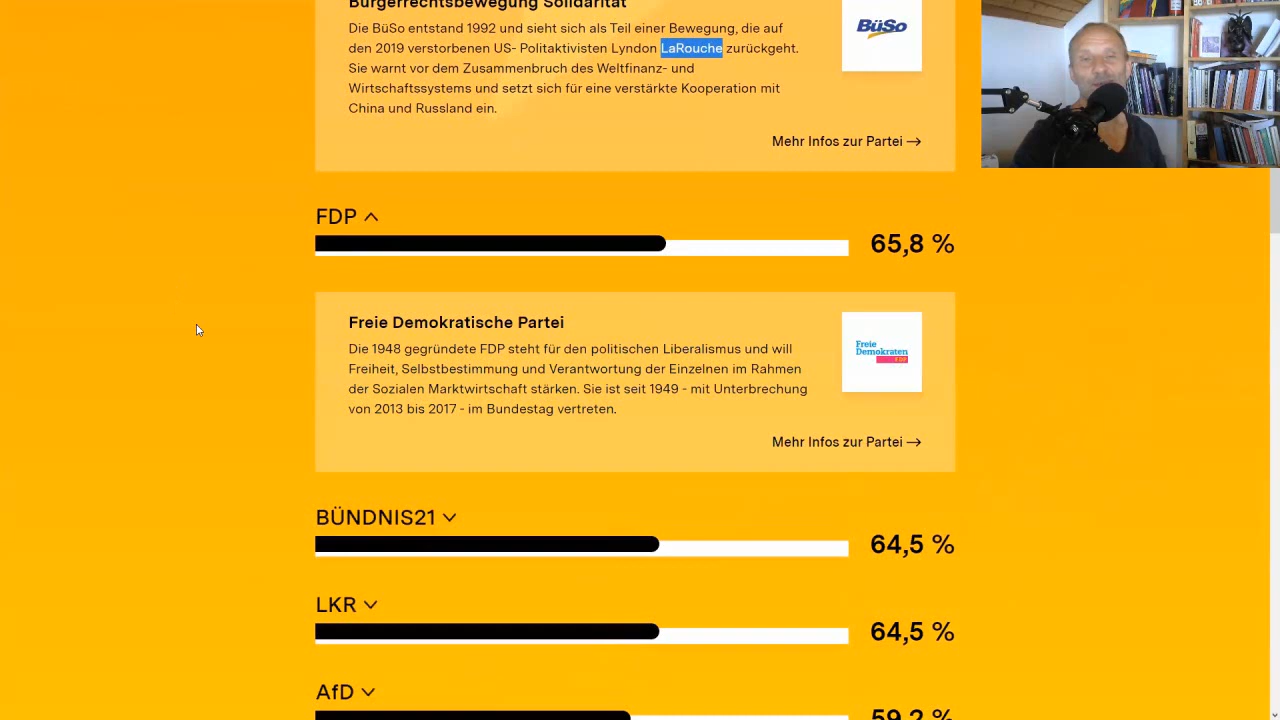 Bürgerrechtsbewegung Solidarität
Die BüSo entstand 1992 und sieht sich als Teil einer Bewegung, die auf
den 2019 verstorbenen US- Politaktivisten Lyndon LaRouche zurückgeht.
Sie warnt vor dem Zusammenbruch des Weltfinanz- und
Wirtschaftssystems und setzt sich für eine verstärkte Kooperation mit
China und Russland ein.
BüSo
Mehr Infos zur Partei →
FDP
65,8 %
Freie Demokratische Partei
Die 1948 gegründete FDP steht für den politischen Liberalismus und will
Freiheit, Selbstbestimmung und Verantwortung der Einzelnen im Rahmen
der Sozialen Marktwirtschaft stärken. Sie ist seit 1949 - mit Unterbrechung
von 2013 bis 2017 - im Bundestag vertreten.
Freie
Demokraten
FDP
Mehr Infos zur Partei →
BÜNDNIS21
64,5 %
LKR
64,5 %
AfD
59,2 %